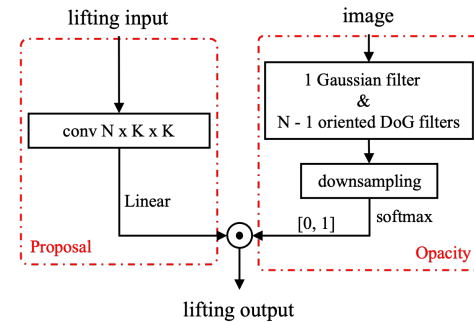 lifting input
image
1 Gaussian filter
&
N - 1 oriented DoG filters
conv N x K x K
downsampling
Linear
softmax
[0, 1]
Proposal
Opacity
lifting output